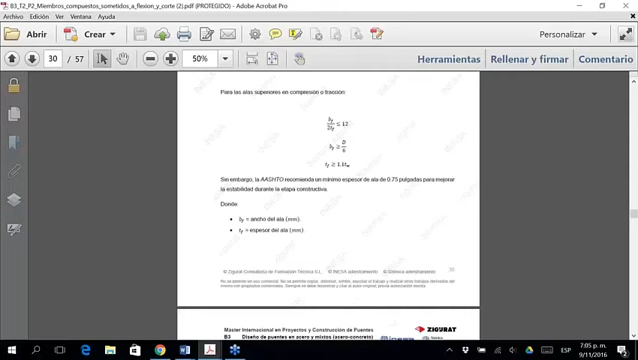 B3_T2_P2_Miembros_compuestos_sometidos_a_flexion_y_corte (2).pdf (PROTEGIDO) - Adobe Acrobat Pro
Archivo Edición Ver Ventana Ayuda
Abrir Crear Personalizar
30 / 57 50% Herramientas Rellenar y firmar Comentario
Para las alas superiores en compresión o tracción
b_f / 2t_f ≤ 12
b_f ≥ D / 6
t_f ≥ 1.1t_w
Sin embargo, la AASHTO recomienda un mínimo espesor de ala de 0.75 pulgadas para mejorar
la estabilidad durante la etapa constructiva.
Donde:
• b_f = ancho del ala (mm).
• t_f = espesor del ala (mm)
© Zigurat Consultoría de Formación Técnica S.L. © INESA adiestramiento 30
Máster Internacional en Proyectos y Construcción de Puentes
B3 Diseño de puentes en acero y mixtos (acero-concreto)
ZIGURAT
ESP 7:05 p. m.
9/11/2016